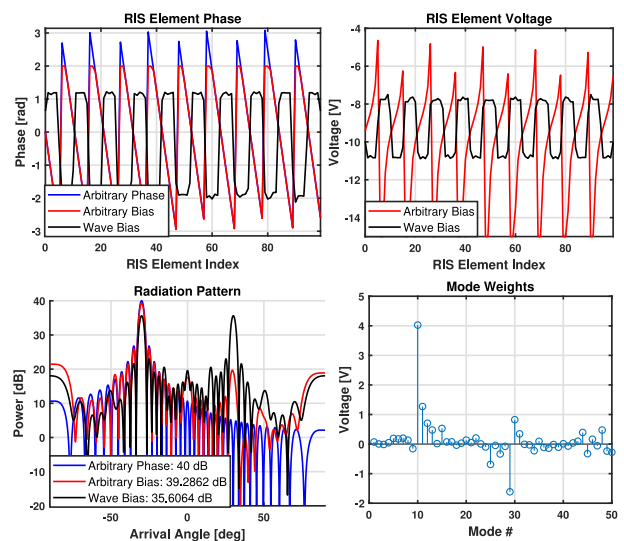 RIS Element Phase
3
2
1
0
-1
-2
-3
Phase [rad]
Arbitrary Phase
Arbitrary Bias
Wave Bias
0 20 40 60 80
RIS Element Index
RIS Element Voltage
-4
-6
-8
-10
-12
-14
Voltage [V]
Arbitrary Bias
Wave Bias
0 20 40 60 80
RIS Element Index
Radiation Pattern
40
30
20
10
0
-10
-20
Power [dB]
Arbitrary Phase: 40 dB
Arbitrary Bias: 39.2862 dB
Wave Bias: 35.6064 dB
-50 0 50
Arrival Angle [deg]
Mode Weights
5
4
3
2
1
0
-1
-2
Voltage [V]
0 10 20 30 40 50
Mode #